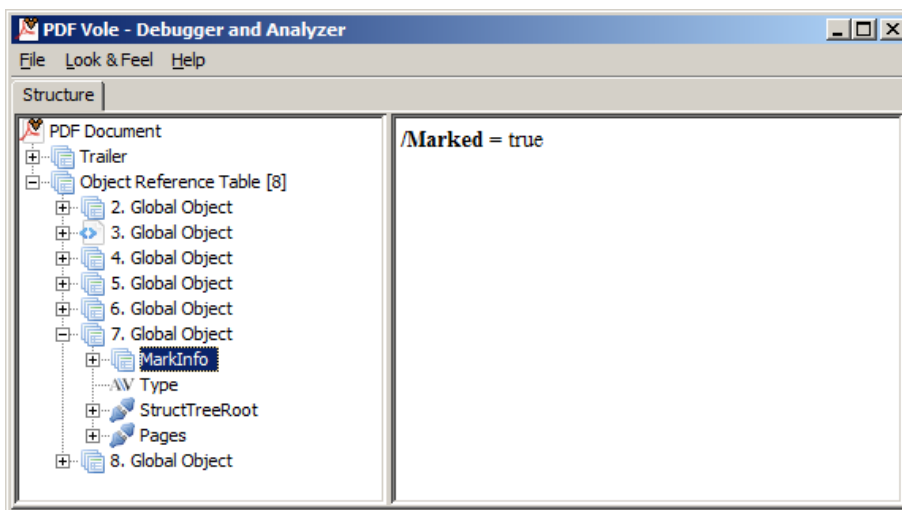 PDF Vole - Debugger and Analyzer
File Look & Feel Help
Structure
PDF Document
Trailer
Object Reference Table [8]
2. Global Object
3. Global Object
4. Global Object
5. Global Object
6. Global Object
7. Global Object
MarkInfo
Type
StructTreeRoot
Pages
8. Global Object
/Marked = true